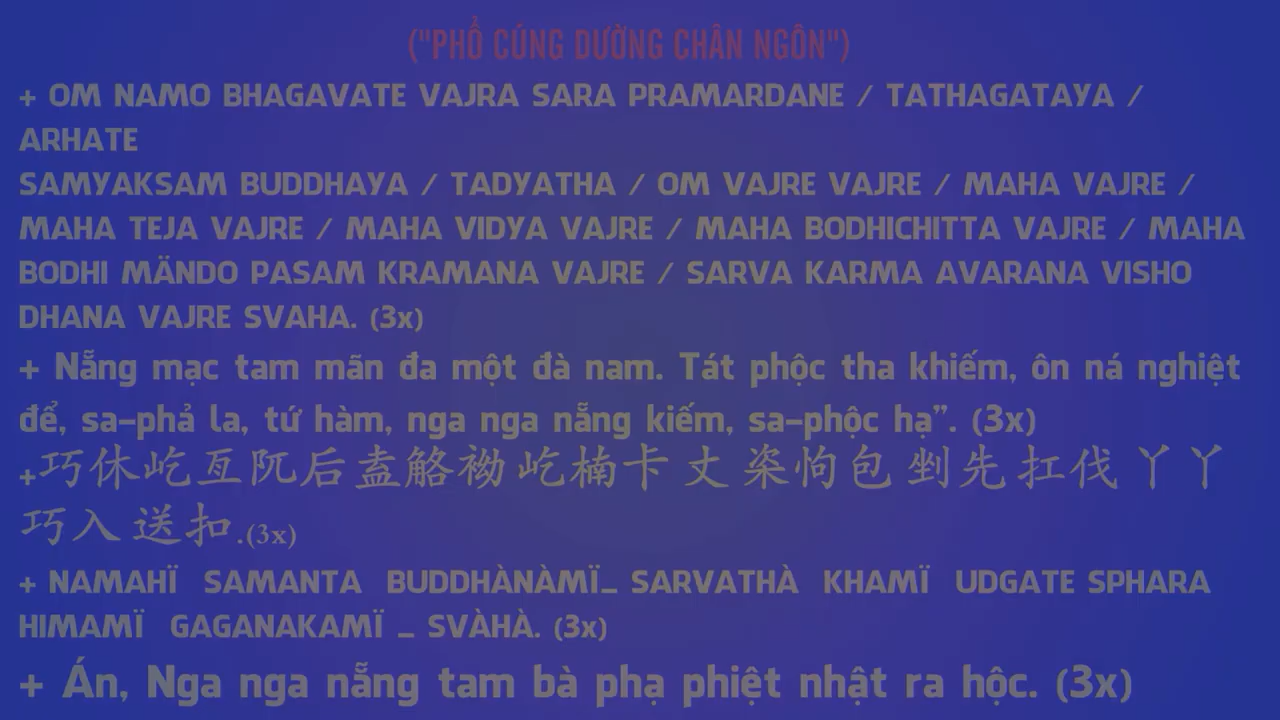 ("PHỔ CÚNG DƯỜNG CHÂN NGÔN")
+ OM NAMO BHAGAVATE VAJRA SARA PRAMARDANE / TATHAGATAYA /
ARHATE
SAMYAKSAM BUDDHAYA / TADYATHA / OM VAJRE VAJRE / MAHA VAJRE /
MAHA TEJA VAJRE / MAHA VIDYA VAJRE / MAHA BODHICHITTA VAJRE / MAHA
BODHI MÄNDO PASAM KRAMANA VAJRE / SARVA KARMA AVARANA VISHO
DHANA VAJRE SVAHA. (3x)
+ Nẵng mạc tam mãn đa một đà nam. Tát phộc tha khiếm, ôn ná nghiệt
để, sa-phả la, tứ hàm, nga nga nẵng kiếm, sa-phộc hạ”. (3x)
+巧休屹亙阢后盍觡袎屹楠卡丈桼怐包剉先扛伐丫丫
巧入送扣.(3x)
+ NAMAHÏ SAMANTA BUDDHÀNÀMÏ_ SARVATHÀ KHAMÏ UDGATE SPHARA
HIMAMÏ GAGANAKAMÏ _ SVÀHÀ. (3x)
+ Án, Nga nga nẵng tam bà phạ phiệt nhật ra hộc. (3x)